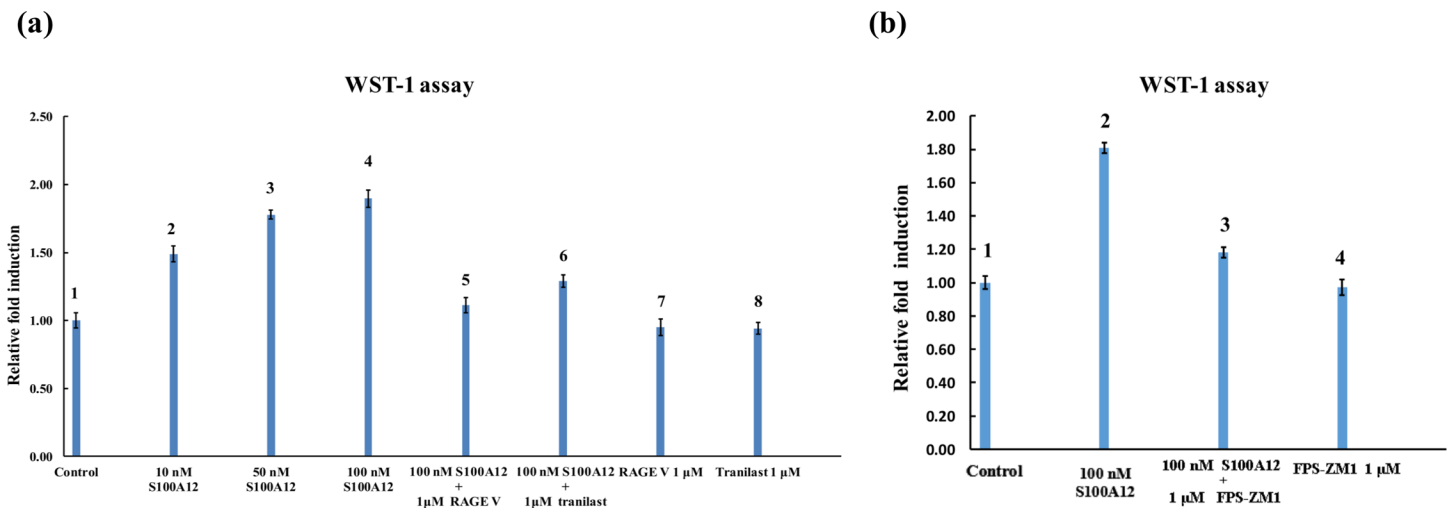 (a)
WST-1 assay
Relative fold induction
2.50
2.00
1.50
1.00
0.50
0.00
1
2
3
4
5
6
7
8
Control
10 nM
S100A12
50 nM
S100A12
100 nM
S100A12
100 nM S100A12
+
1μM RAGE V
100 nM S100A12
+
1μM tranilast
RAGE V 1 μM
Tranilast 1 μM
(b)
WST-1 assay
Relative fold induction
2.00
1.80
1.60
1.40
1.20
1.00
0.80
0.60
0.40
0.20
0.00
1
2
3
4
Control
100 nM
S100A12
100 nM S100A12
+
1 μM FPS-ZM1
FPS-ZM1 1 μM